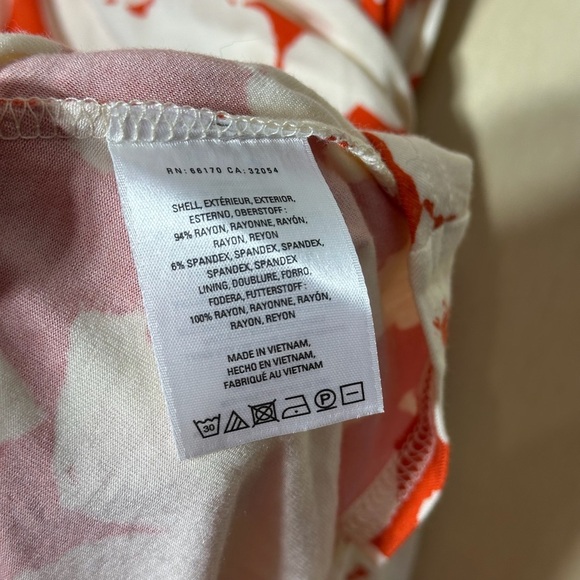 RN: 66170 CA: 32054
SHELL, EXTÉRIEUR, EXTERIOR,
ESTERNO, OBERSTOFF :
94% RAYON, RAYONNE, RAYÓN,
RAYON, REYON
6% SPANDEX, SPANDEX, SPANDEX,
SPANDEX, SPANDEX
LINING, DOUBLURE, FORRO,
FODERA, FUTTERSTOFF :
100% RAYON, RAYONNE, RAYÓN,
RAYON, REYON
MADE IN VIETNAM,
HECHO EN VIETNAM,
FABRIQUÉ AU VIETNAM
30 P